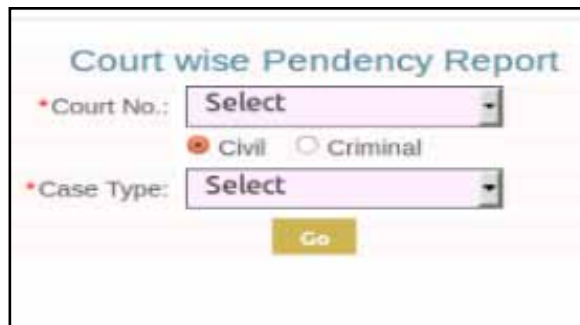 Court wise Pendency Report
*Court No.: Select
Civil Criminal
*Case Type: Select
Go